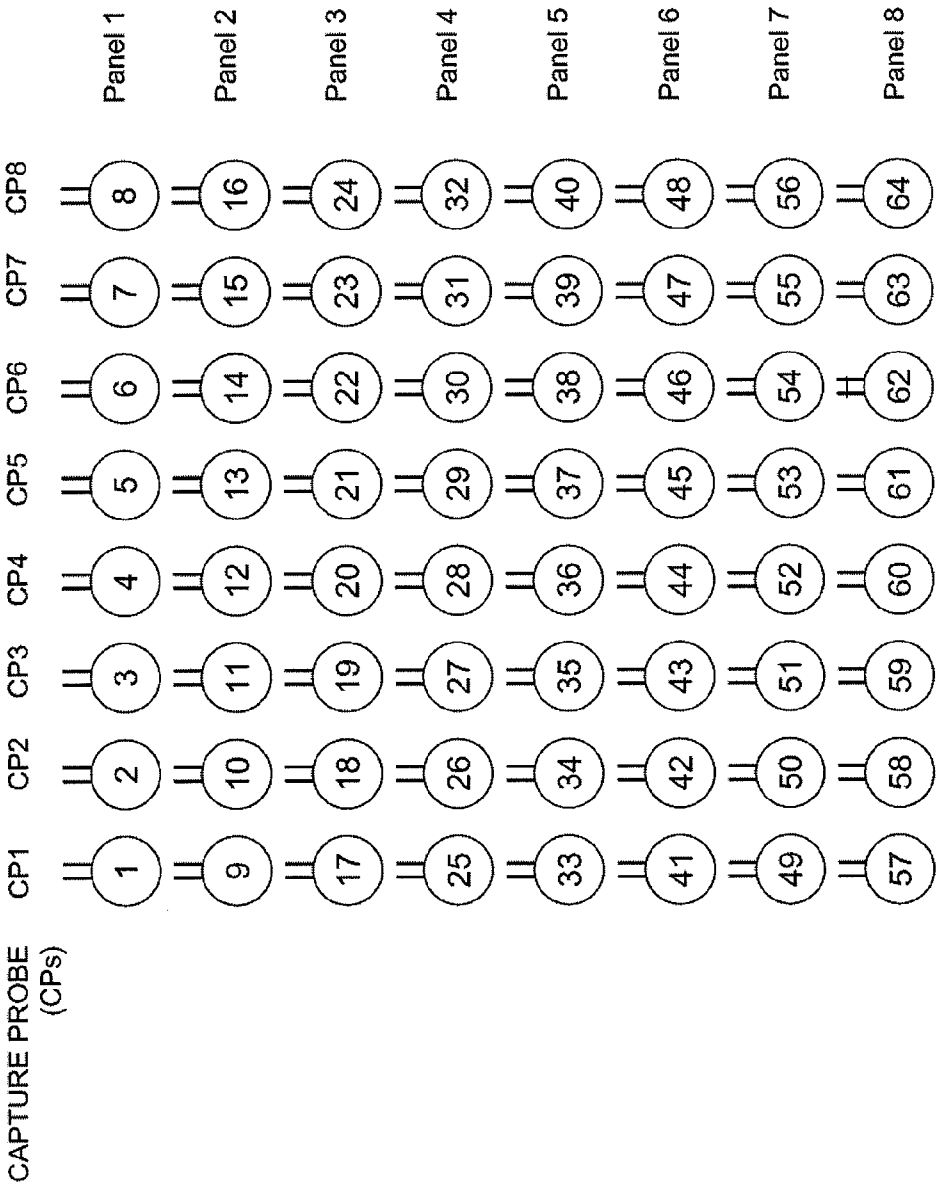 CAPTURE PROBE
(CPs)
CP1 CP2 CP3 CP4 CP5 CP6 CP7 CP8
1 2 3 4 5 6 7 8 Panel 1
9 10 11 12 13 14 15 16 Panel 2
17 18 19 20 21 22 23 24 Panel 3
25 26 27 28 29 30 31 32 Panel 4
33 34 35 36 37 38 39 40 Panel 5
41 42 43 44 45 46 47 48 Panel 6
49 50 51 52 53 54 55 56 Panel 7
57 58 59 60 61 62 63 64 Panel 8